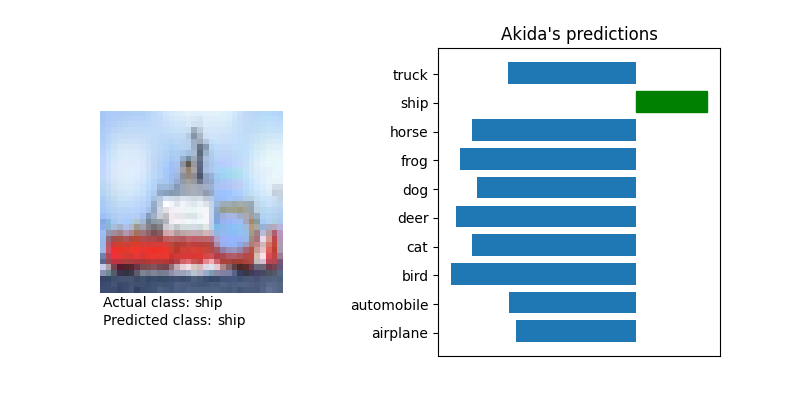 Akida's predictions
truck
ship
horse
frog
dog
deer
cat
bird
automobile
airplane
Actual class: ship
Predicted class: ship